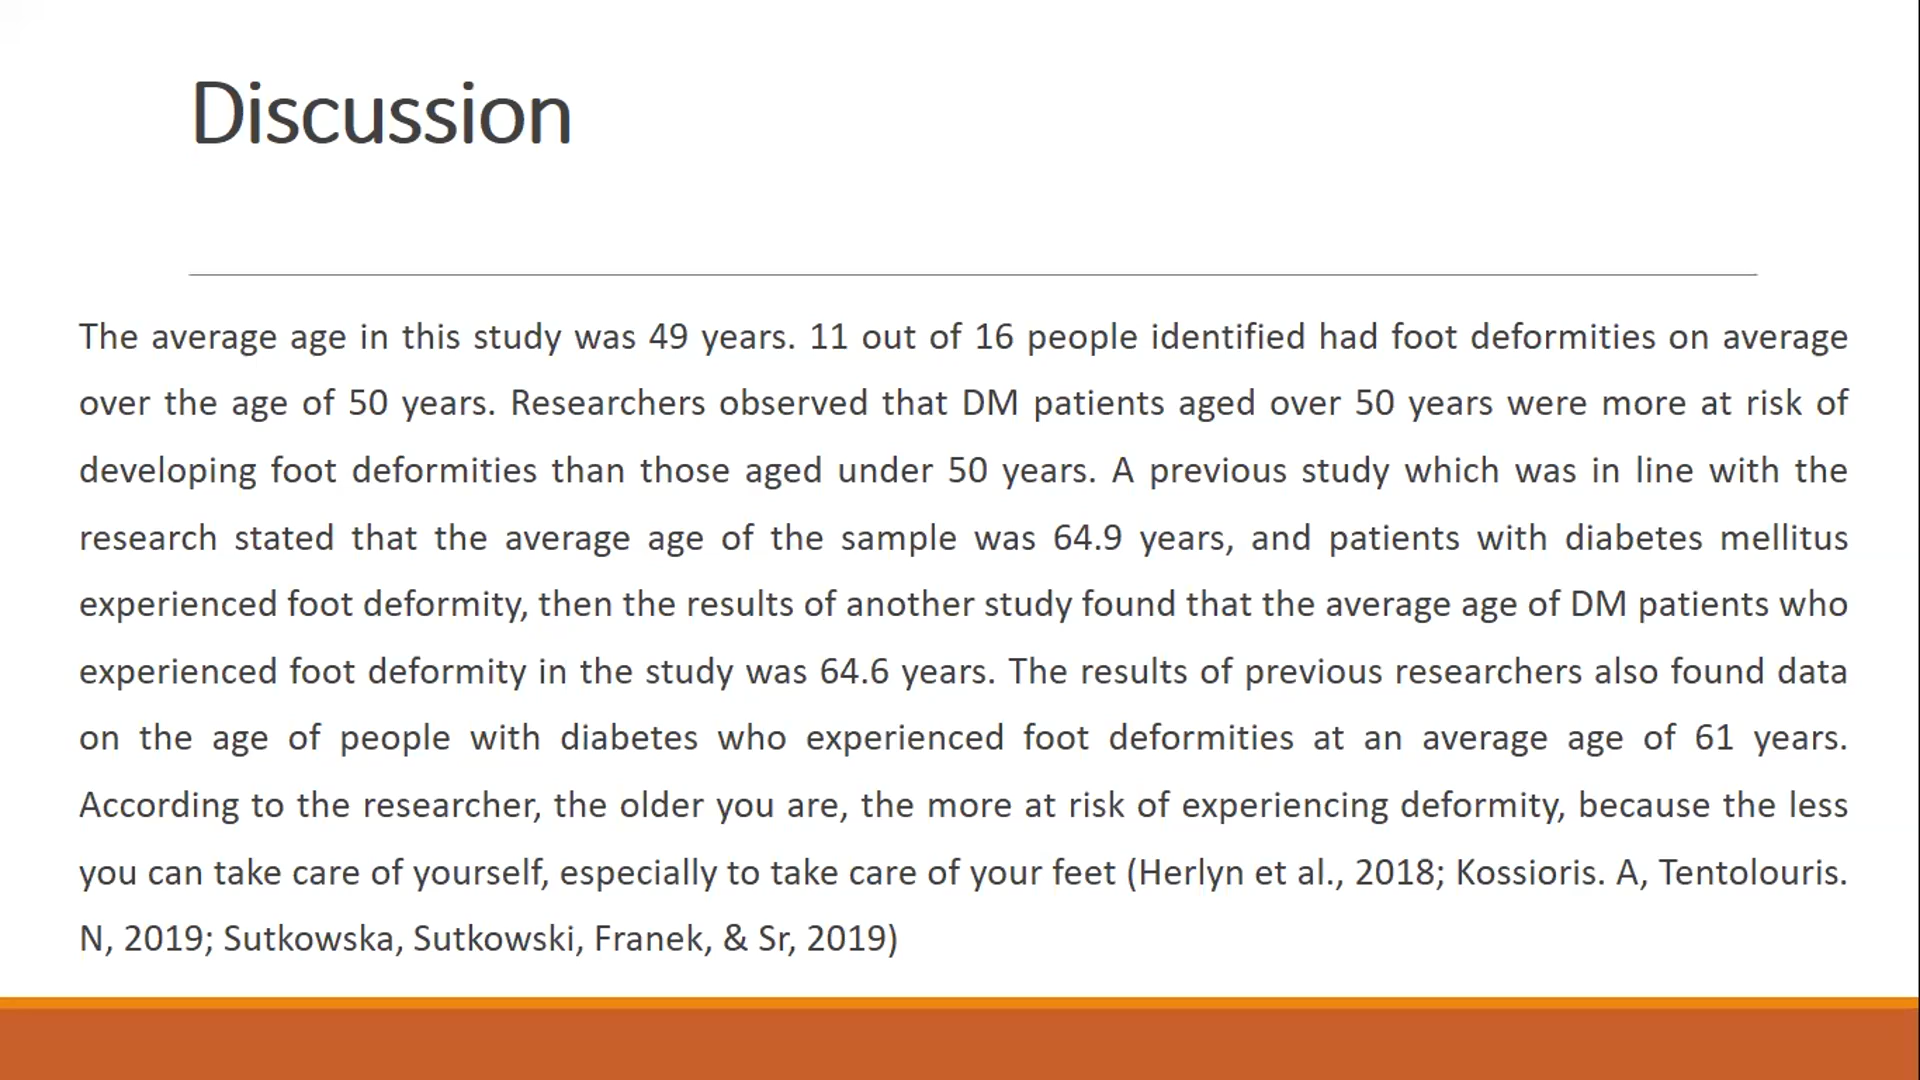 Discussion
The average age in this study was 49 years. 11 out of 16 people identified had foot deformities on average
over the age of 50 years. Researchers observed that DM patients aged over 50 years were more at risk of
developing foot deformities than those aged under 50 years. A previous study which was in line with the
research stated that the average age of the sample was 64.9 years, and patients with diabetes mellitus
experienced foot deformity, then the results of another study found that the average age of DM patients who
experienced foot deformity in the study was 64.6 years. The results of previous researchers also found data
on the age of people with diabetes who experienced foot deformities at an average age of 61 years.
According to the researcher, the older you are, the more at risk of experiencing deformity, because the less
you can take care of yourself, especially to take care of your feet (Herlyn et al., 2018; Kossioris. A, Tentolouris.
N, 2019; Sutkowska, Sutkowski, Franek, & Sr, 2019)